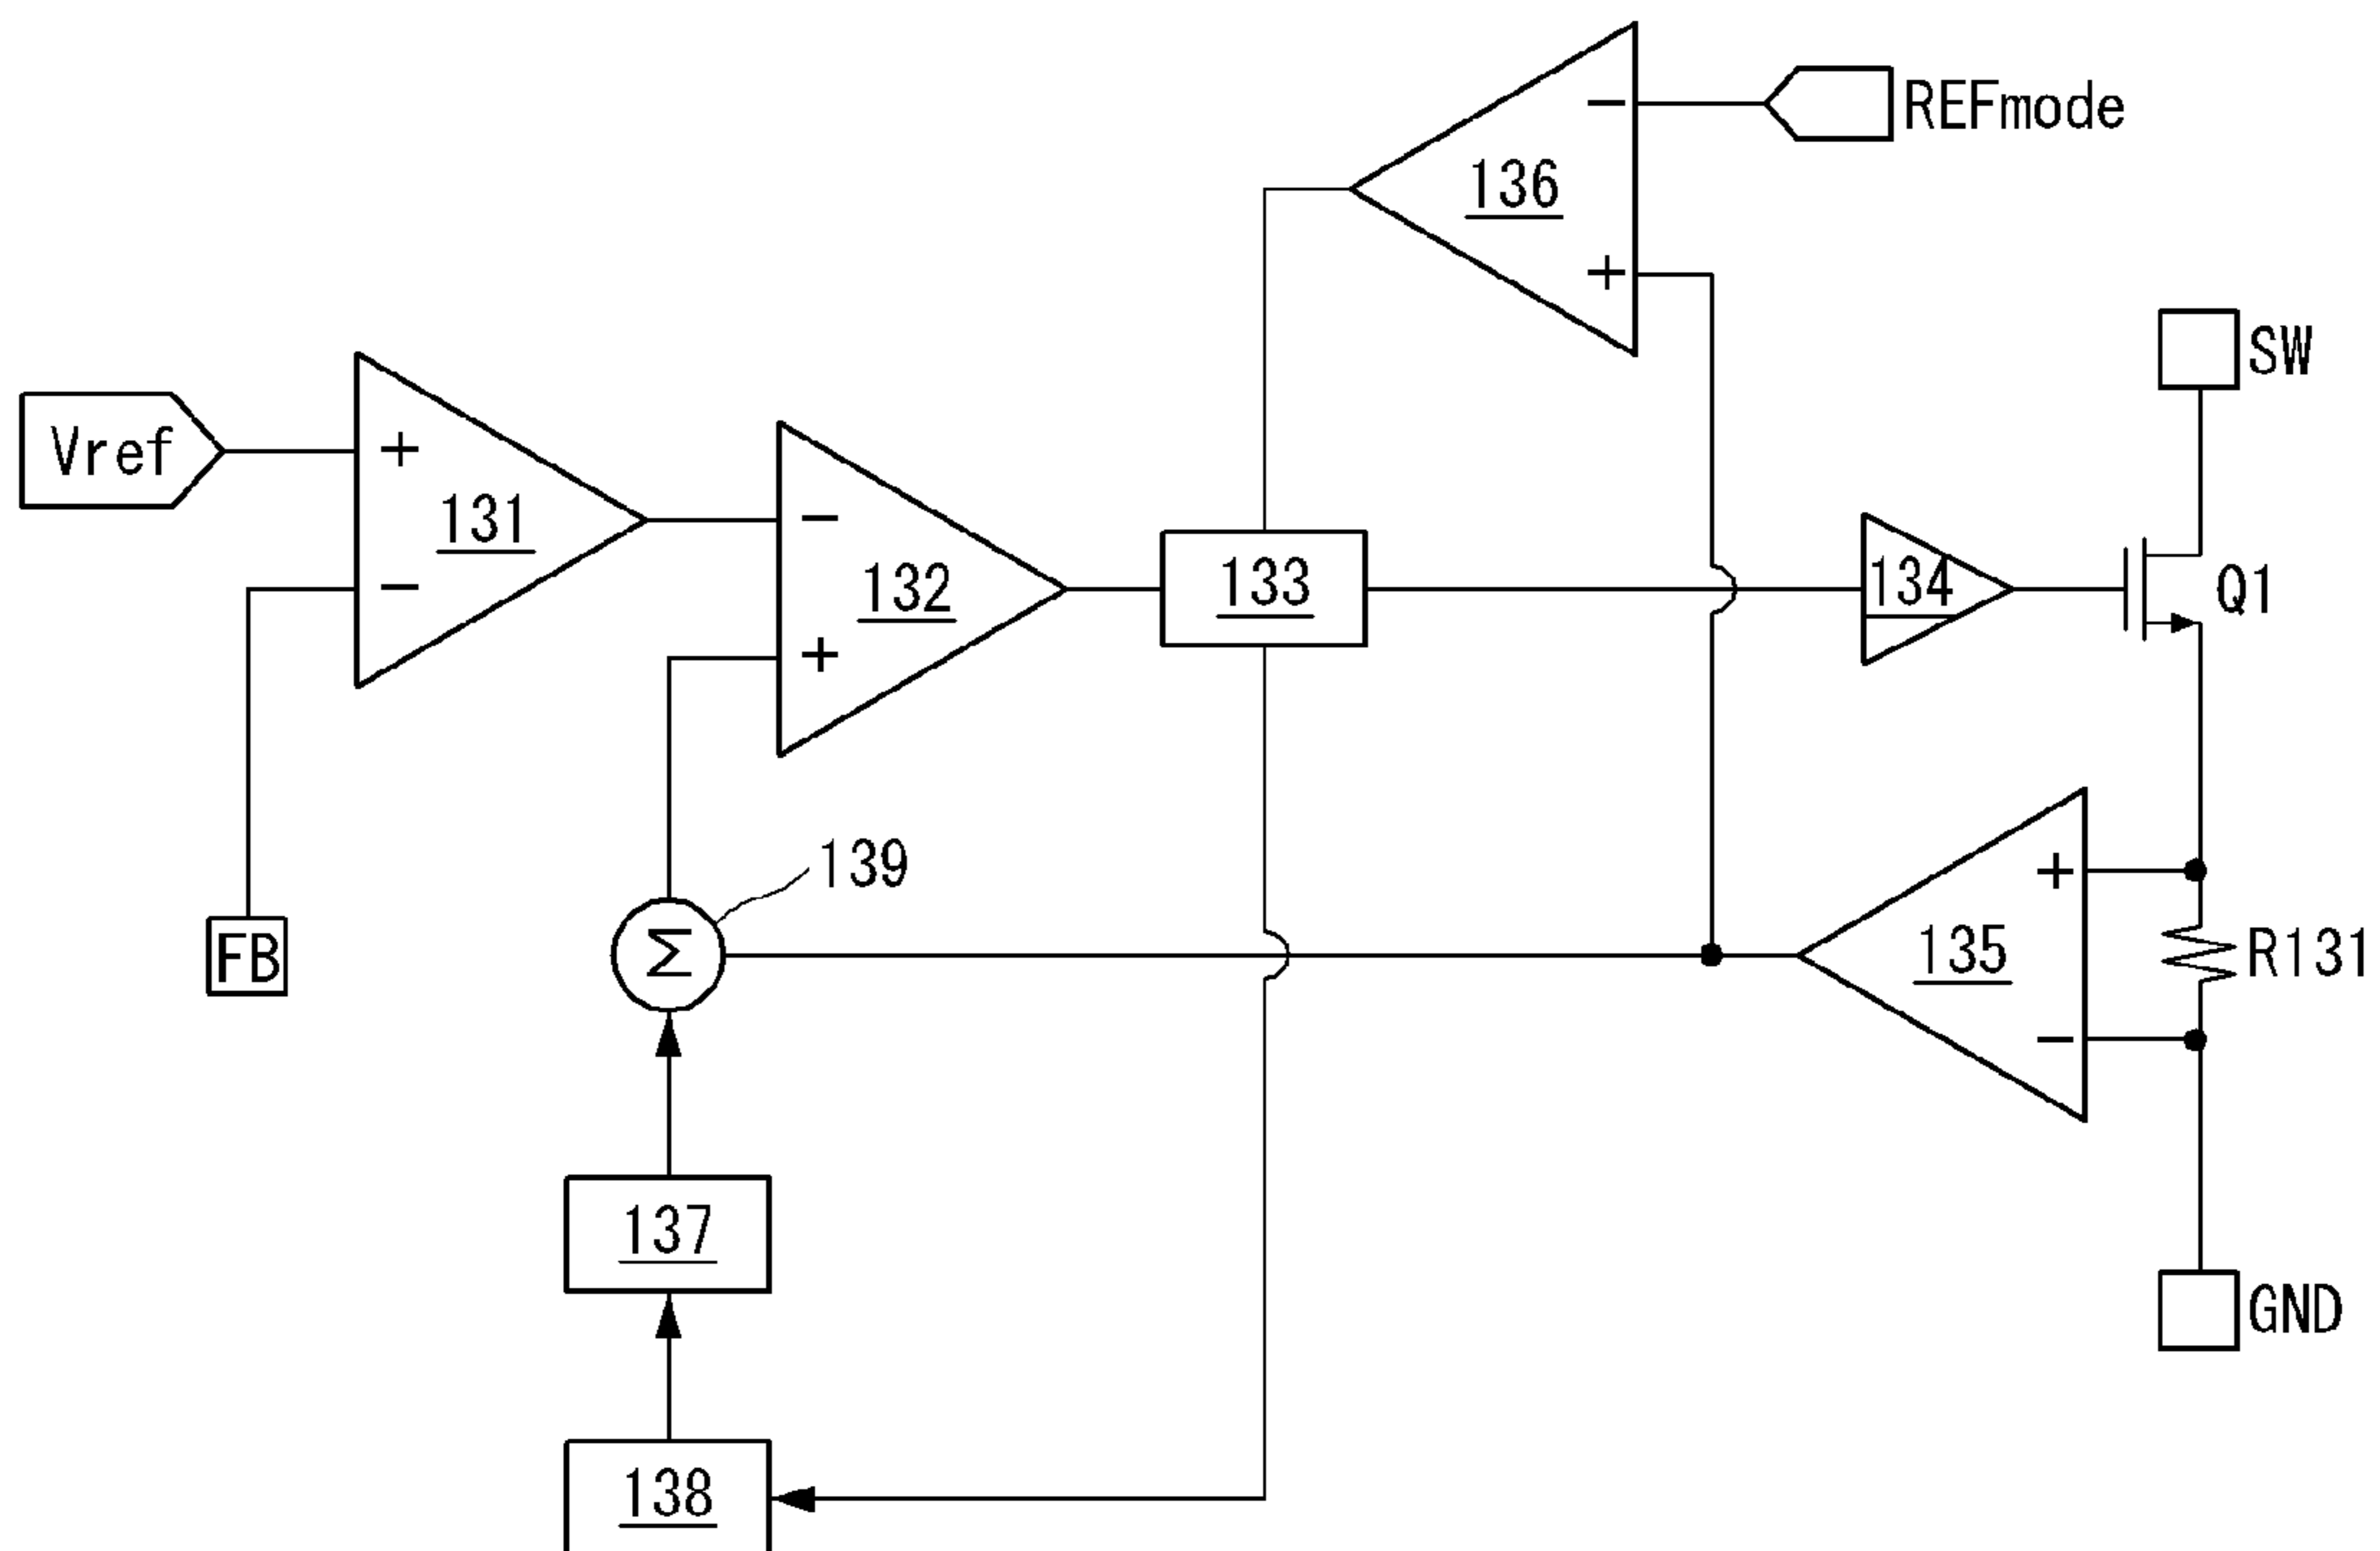 REFmode
136
SW
Vref
+
−
131
−
+
132
133
134
Q1
−
+
139
Σ
FB
+
−
135
R131
137
GND
138